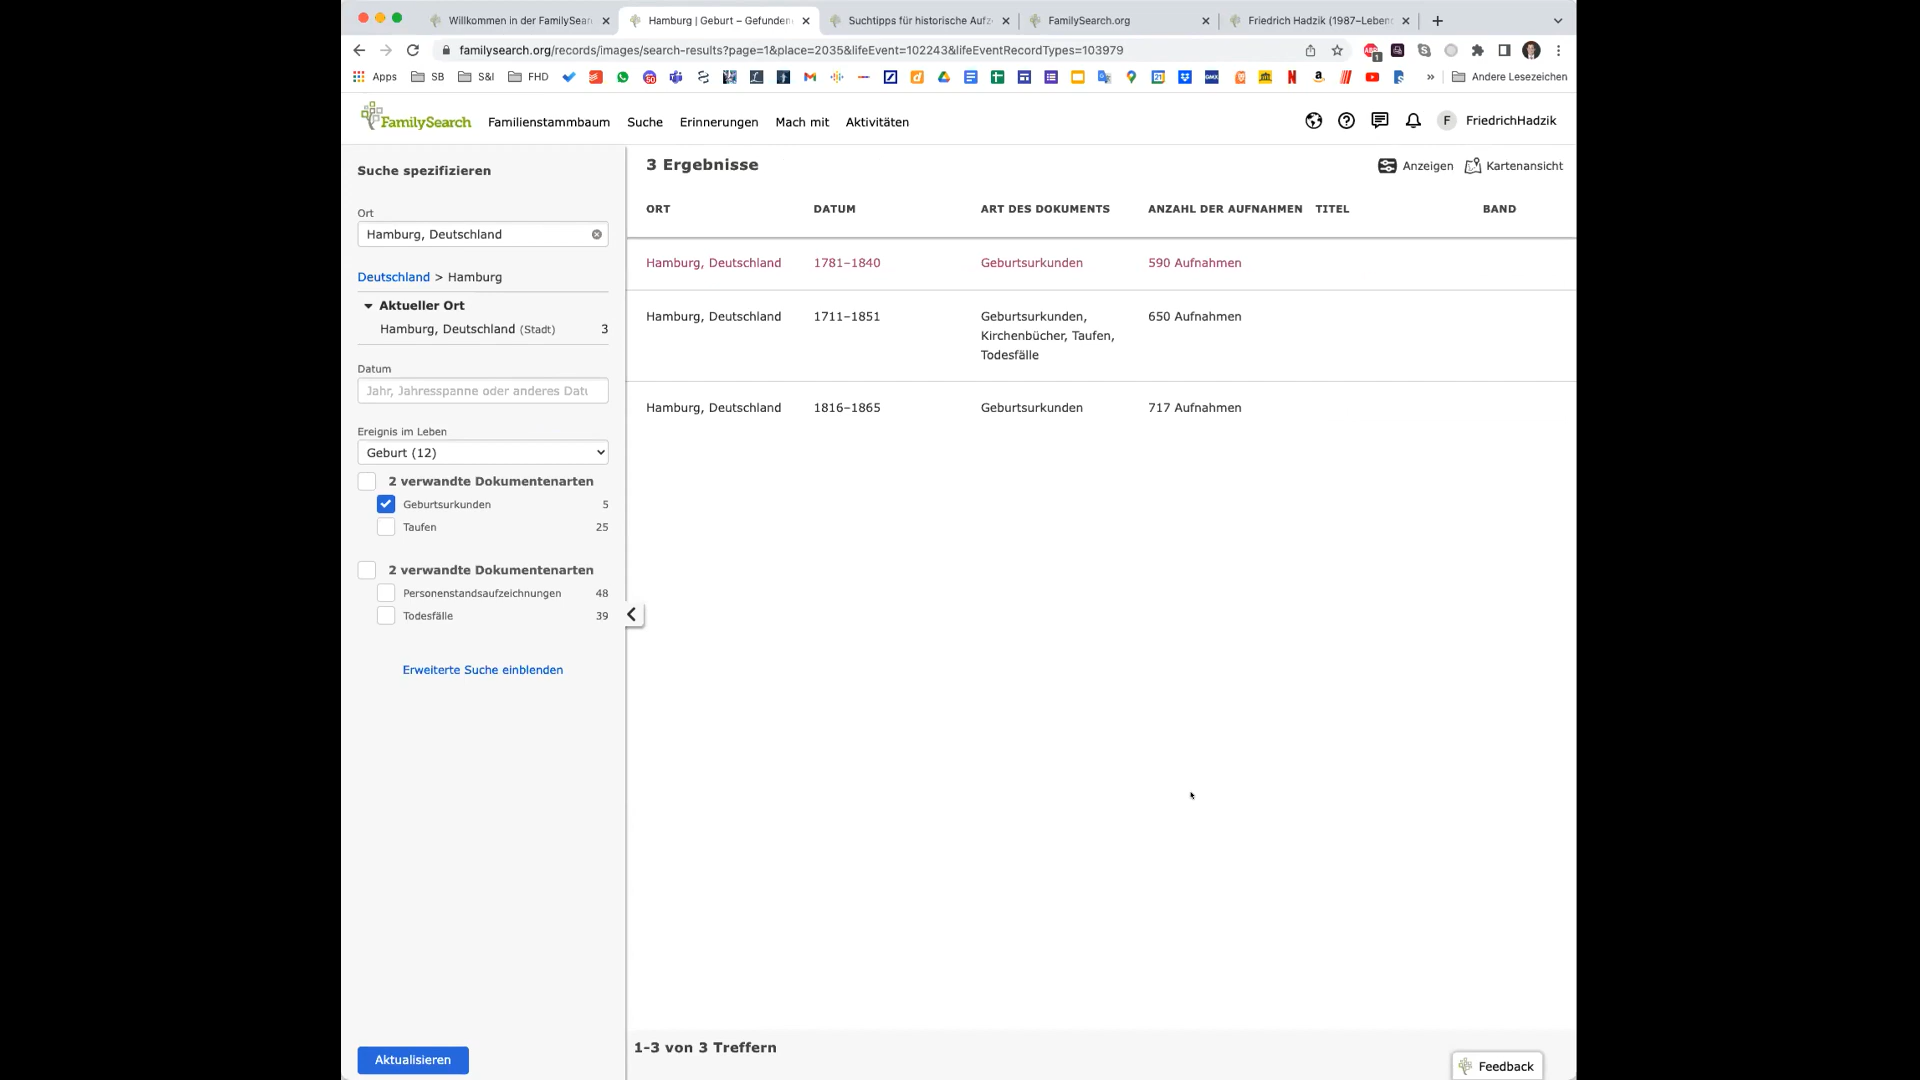 Willkommen in der FamilySear
Hamburg | Geburt – Gefunden
Suchtipps für historische Aufz
FamilySearch.org
Friedrich Hadzik (1987–Leben
familysearch.org/records/images/search-results?page=1&place=2035&lifeEvent=102243&lifeEventRecordTypes=103979
Apps SB S&I FHD Andere Lesezeichen
FamilySearch Familienstammbaum Suche Erinnerungen Mach mit Aktivitäten F FriedrichHadzik
Suche spezifizieren
Ort
Hamburg, Deutschland
Deutschland > Hamburg
Aktueller Ort
Hamburg, Deutschland (Stadt) 3
Datum
Jahr, Jahresspanne oder anderes Datu
Ereignis im Leben
Geburt (12)
2 verwandte Dokumentenarten
Geburtsurkunden 5
Taufen 25
2 verwandte Dokumentenarten
Personenstandsaufzeichnungen 48
Todesfälle 39
Erweiterte Suche einblenden
Aktualisieren
3 Ergebnisse
Anzeigen Kartenansicht
ORT DATUM ART DES DOKUMENTS ANZAHL DER AUFNAHMEN TITEL BAND
Hamburg, Deutschland 1781–1840 Geburtsurkunden 590 Aufnahmen
Hamburg, Deutschland 1711–1851 Geburtsurkunden, 650 Aufnahmen
Kirchenbücher, Taufen,
Todesfälle
Hamburg, Deutschland 1816–1865 Geburtsurkunden 717 Aufnahmen
1-3 von 3 Treffern
Feedback